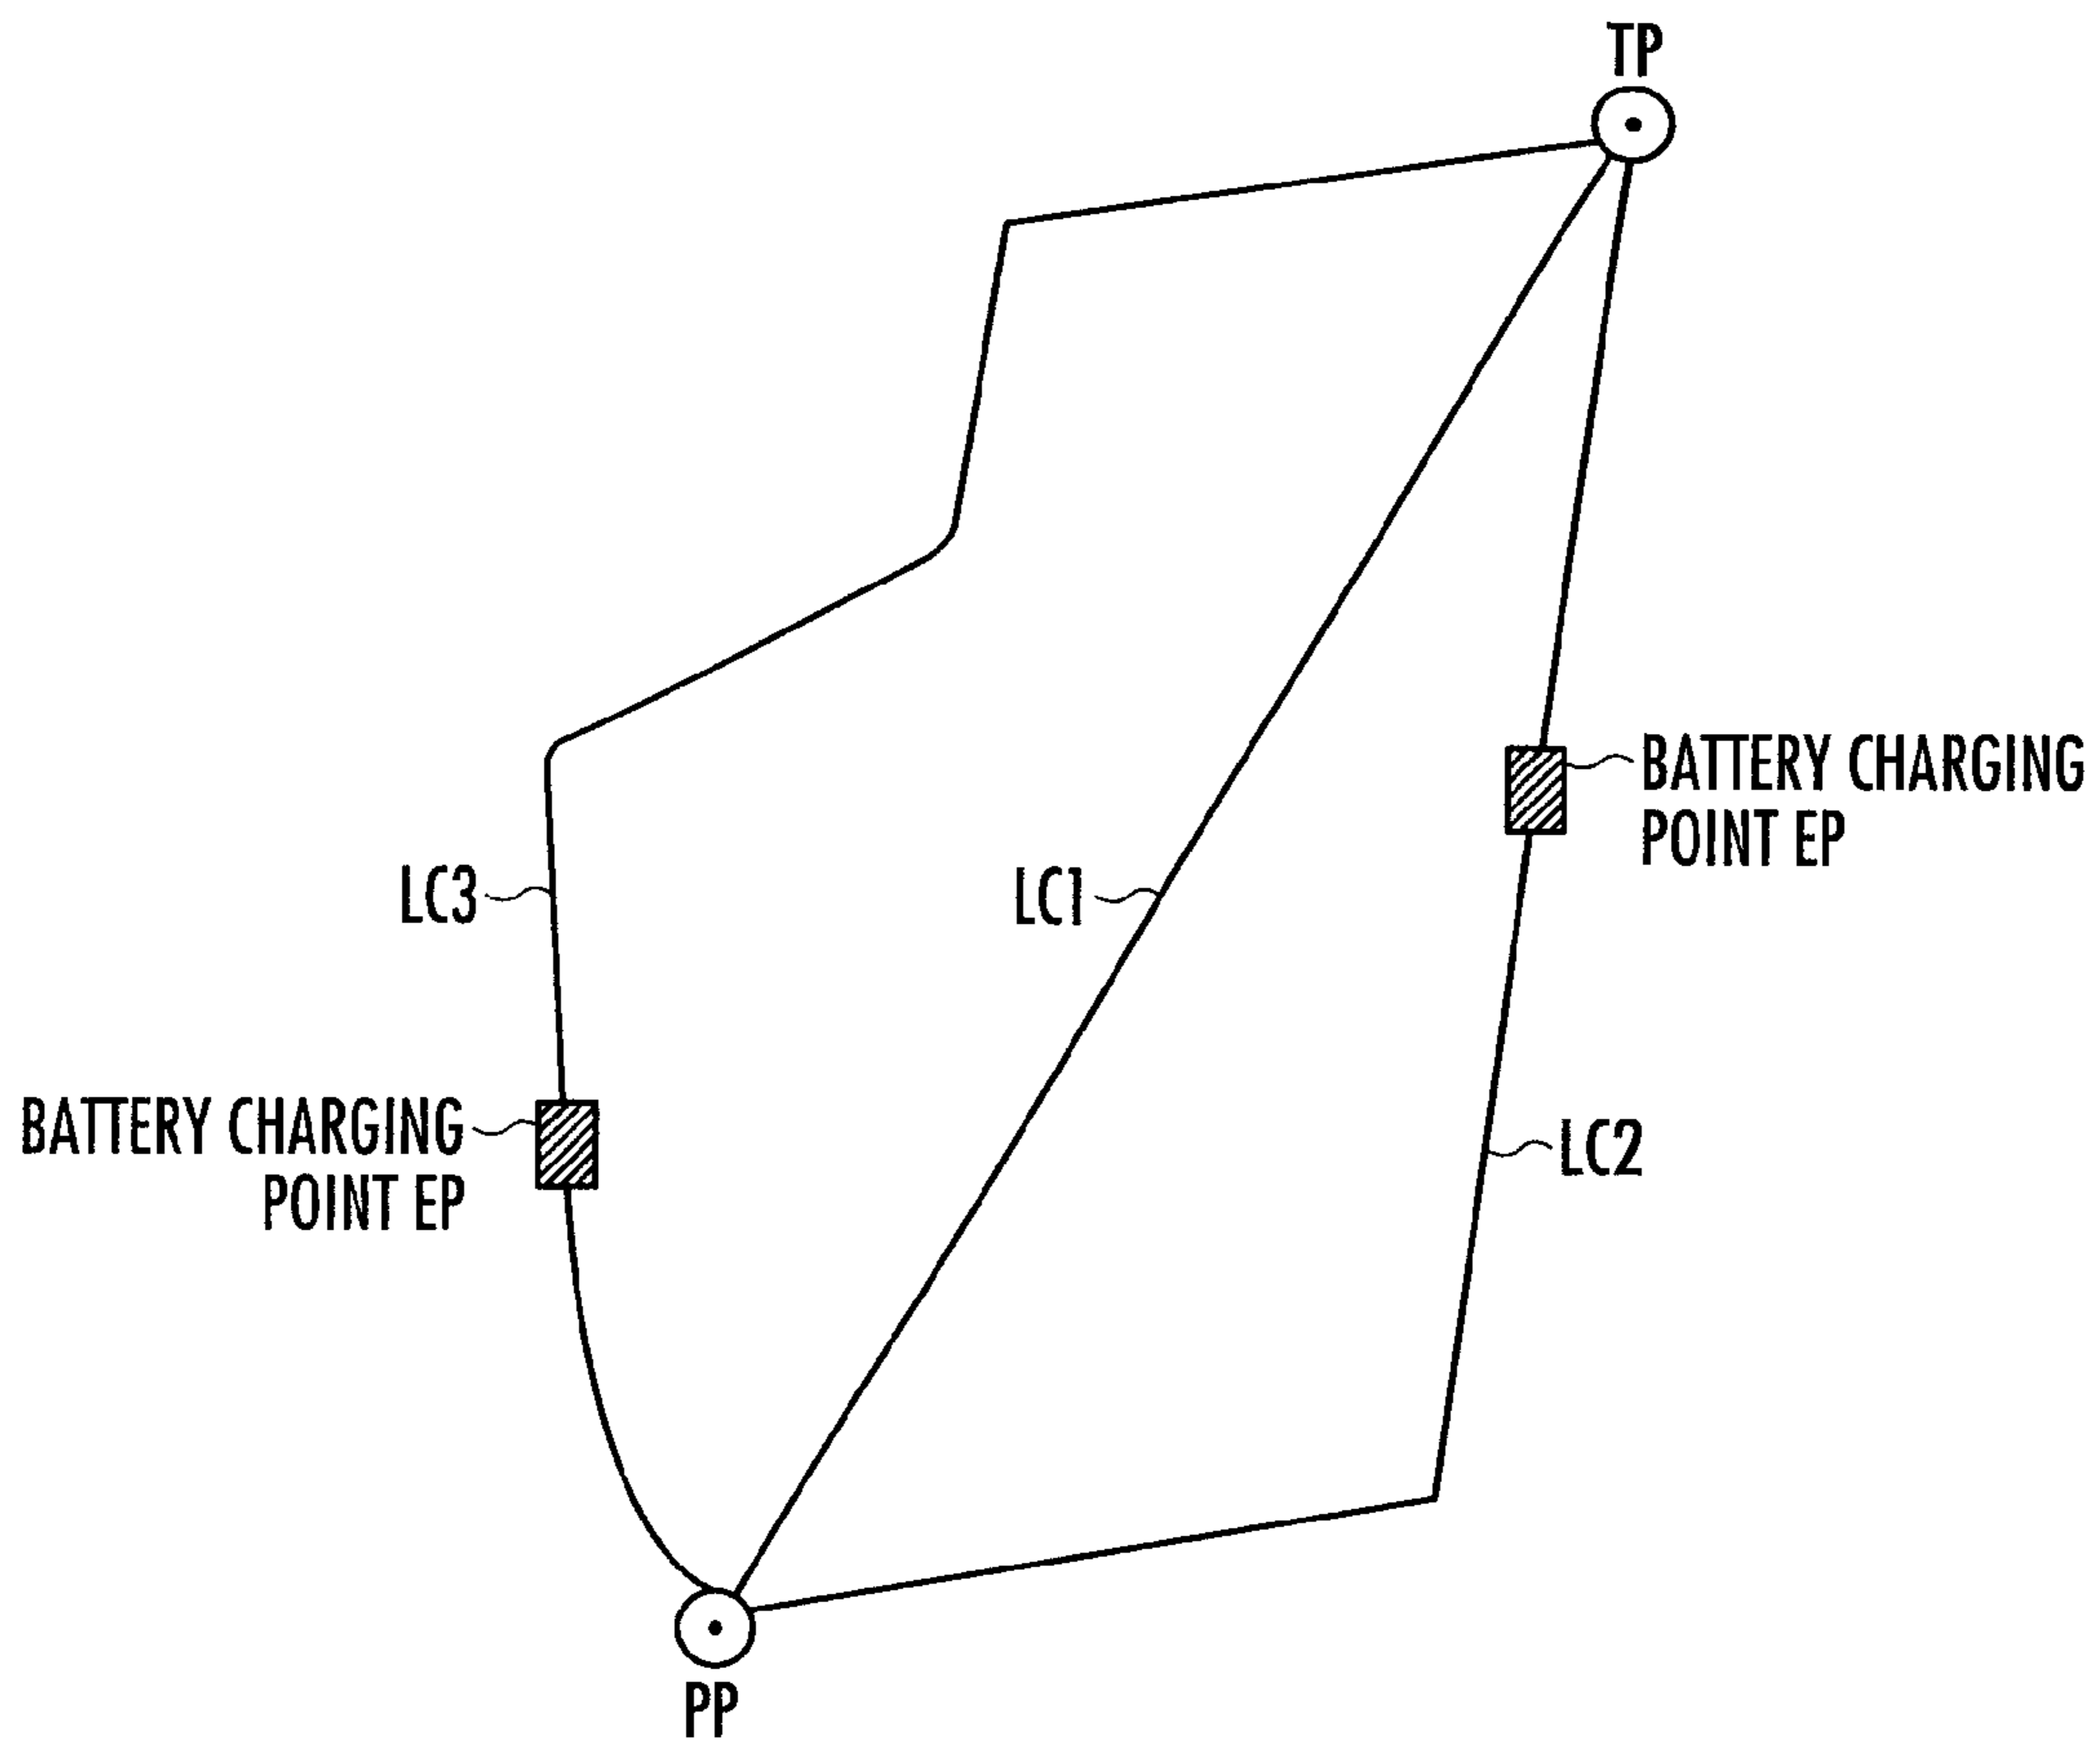 TP
BATTERY CHARGING
POINT EP
LC3
LC1
BATTERY CHARGING
POINT EP
LC2
PP